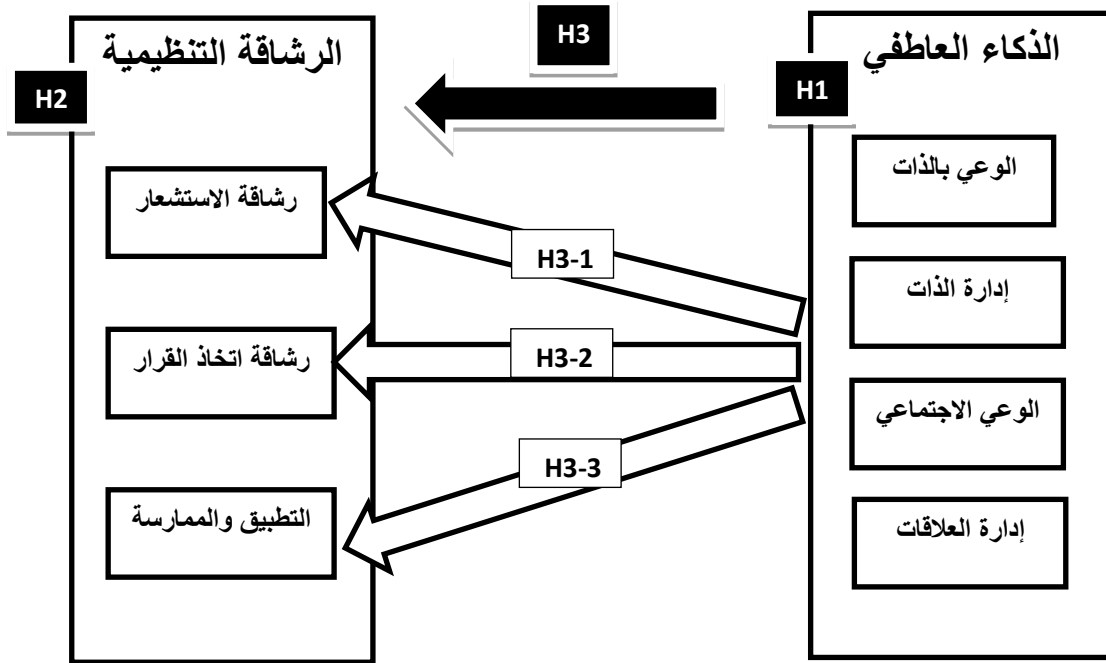 H3
الذكاء العاطفي
H1
الوعي بالذات
إدارة الذات
الوعي الاجتماعي
إدارة العلاقات
الرشاقة التنظيمية
H2
رشاقة الاستشعار
رشاقة اتخاذ القرار
التطبيق والممارسة
H3-1
H3-2
H3-3